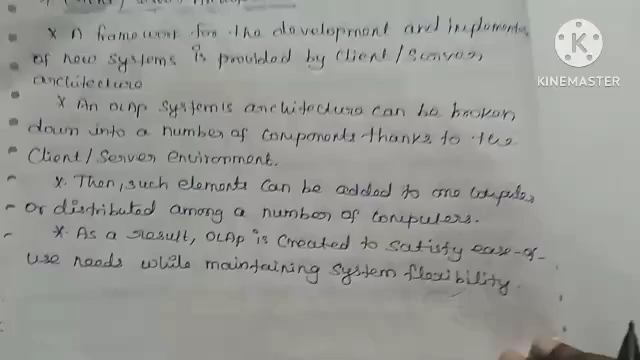 * A framework for the development and implementa
of new systems is provided by client/server
architecture
* An OLAP system's architecture can be broken
down into a number of components thanks to the
Client/Server environment.
* Then, such elements can be added to one computer
or distributed among a number of computers.
* As a result, OLAP is created to satisfy ease-of-
use needs while maintaining system flexibility.
KINEMASTER